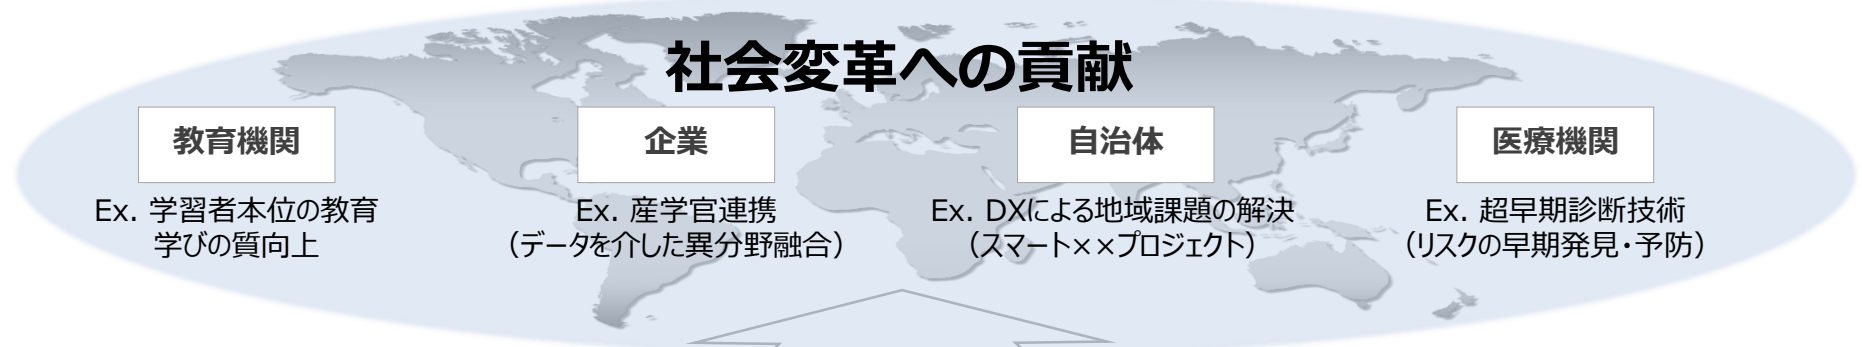 社会変革への貢献
教育機関
Ex. 学習者本位の教育
学びの質向上
企業
Ex. 産学官連携
（データを介した異分野融合）
自治体
Ex. DXによる地域課題の解決
（スマート××プロジェクト）
医療機関
Ex. 超早期診断技術
（リスクの早期発見・予防）